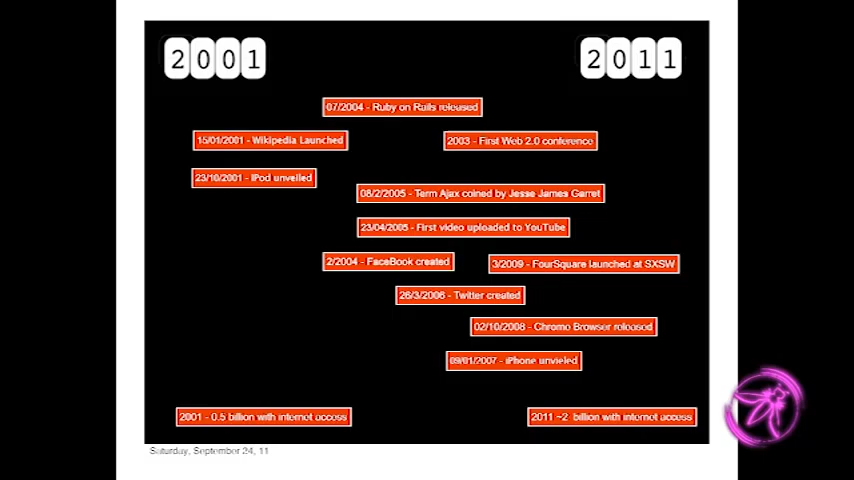 2001
2011
07/2004 - Ruby on Rails released
15/01/2001 - Wikipedia Launched
2003 - First Web 2.0 conference
23/10/2001 - iPod unveiled
08/2/2005 - Term Ajax coined by Jesse James Garret
23/04/2005 - First video uploaded to YouTube
2/2004 - FaceBook created
3/2009 - FourSquare launched at SXSW
26/3/2006 - Twitter created
02/10/2008 - Chrome Browser released
09/01/2007 - iPhone unvieled
2001 - 0.5 billion with internet access
2011 ~2 billion with internet access
Saturday, September 24, 11